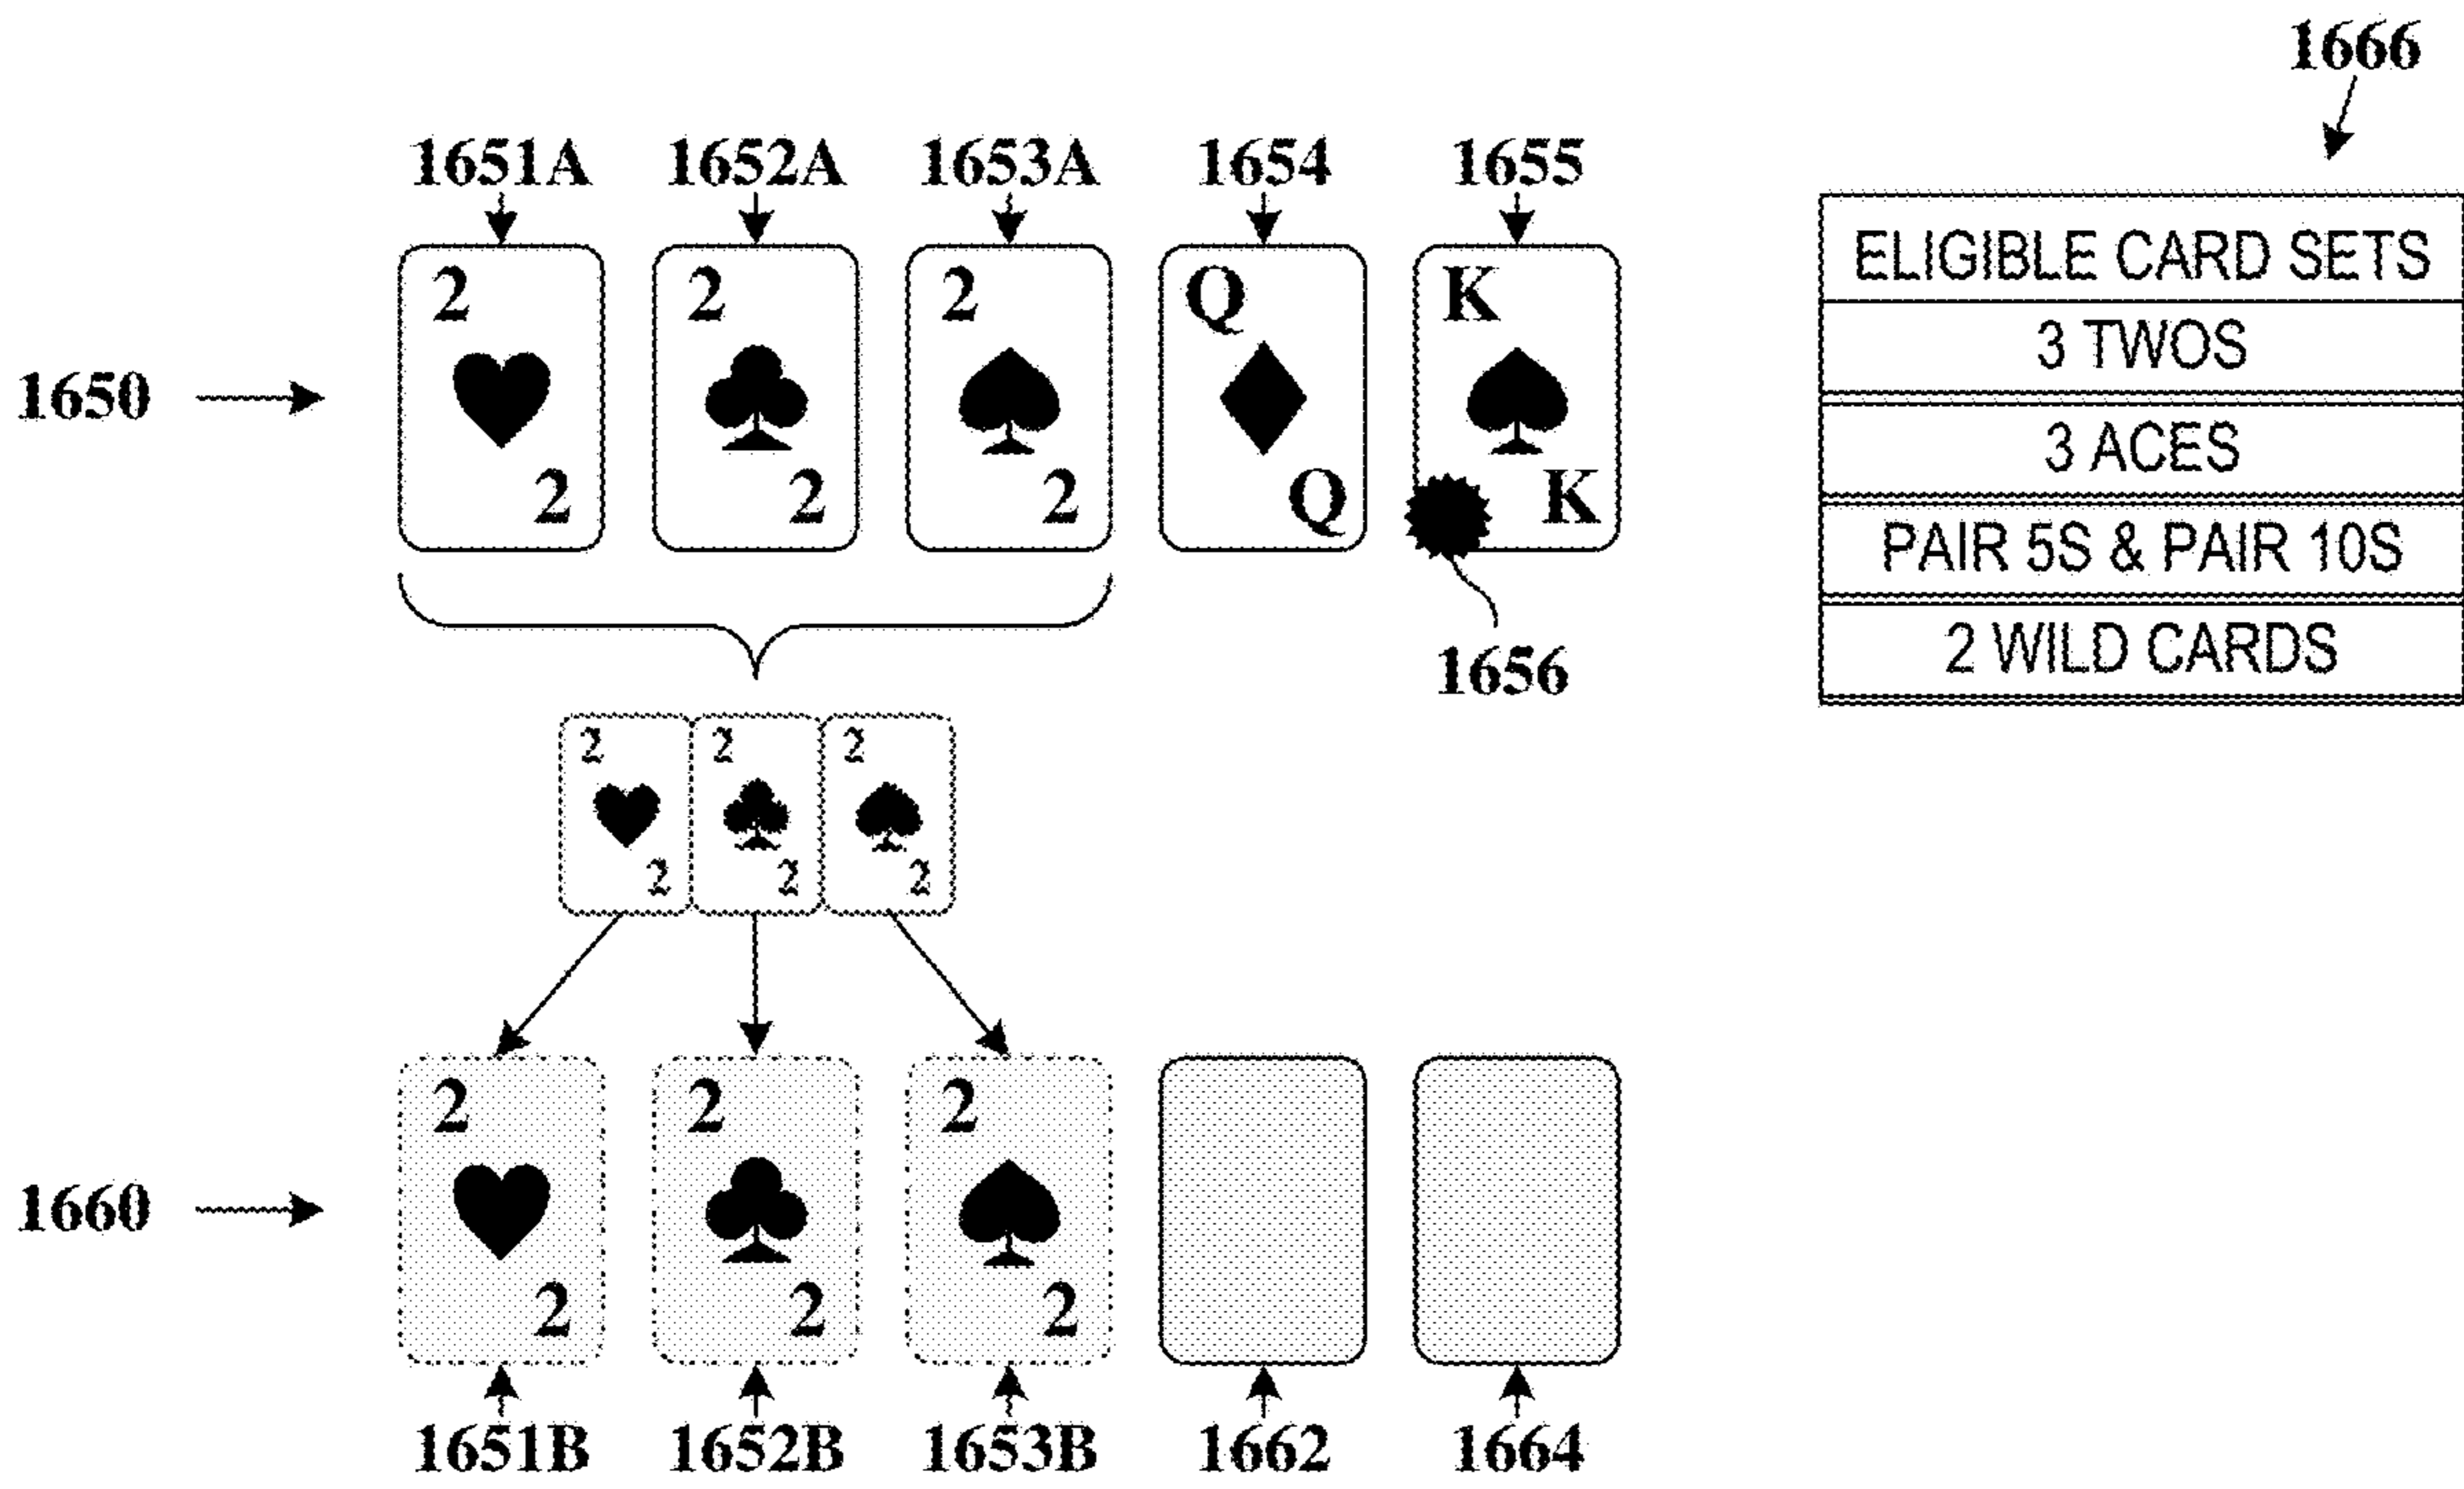 1666
1651A 1652A 1653A 1654 1655
ELIGIBLE CARD SETS
2 2 2 Q K
3 TWOS
1650
3 ACES
2 2 2 Q K
PAIR 5S & PAIR 10S
1656
2 WILD CARDS
2 2 2
2 2 2
2 2 2
1660
2 2 2
1651B 1652B 1653B 1662 1664